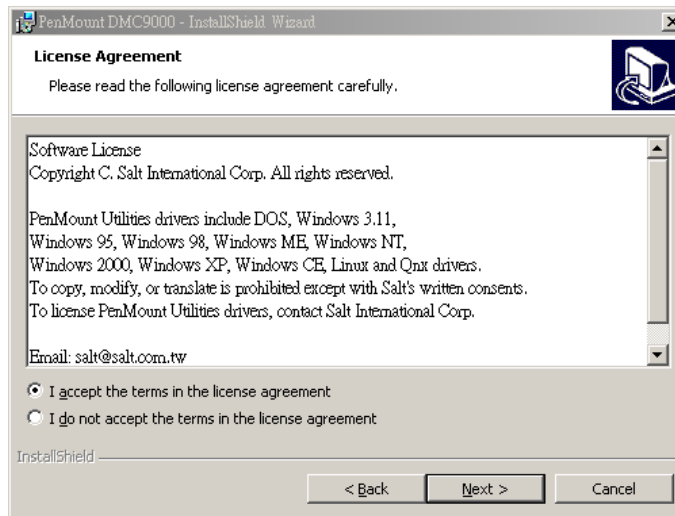 PenMount DMC9000 - InstallShield Wizard
License Agreement
Please read the following license agreement carefully.
Software License
Copyright C. Salt International Corp. All rights reserved.
PenMount Utilities drivers include DOS, Windows 3.11,
Windows 95, Windows 98, Windows ME, Windows NT,
Windows 2000, Windows XP, Windows CE, Linux and Qnx drivers.
To copy, modify, or translate is prohibited except with Salt's written consents.
To license PenMount Utilities drivers, contact Salt International Corp.
Email: salt@salt.com.tw
I accept the terms in the license agreement
I do not accept the terms in the license agreement
InstallShield
< Back Next > Cancel